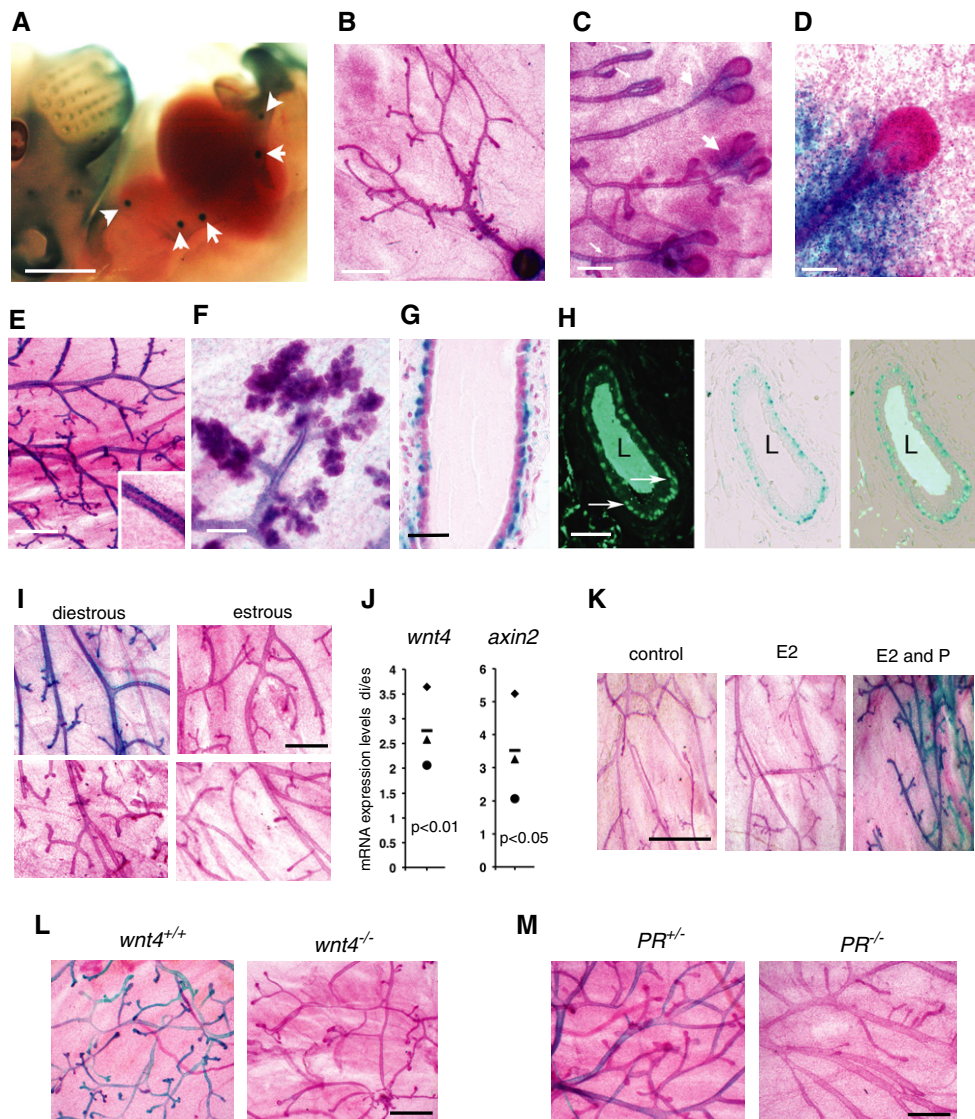 A
B
C
D
E
F
G
H
L
L
L
I
diestrous
estrous
J
wnt4
axin2
mRNA expression levels di/es
4
3.5
3
2.5
2
1.5
1
0.5
0
p<0.01
6
5
4
3
2
1
0
p<0.05
K
control
E2
E2 and P
L
wnt4+/+
wnt4-/-
M
PR+/-
PR-/-